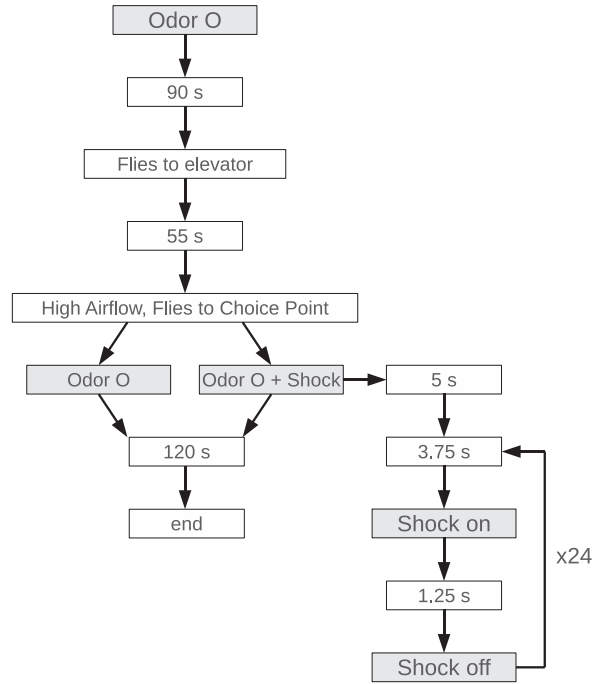 Odor O
90 s
Flies to elevator
55 s
High Airflow, Flies to Choice Point
Odor O
Odor O + Shock
5 s
120 s
3.75 s
end
Shock on
x24
1.25 s
Shock off